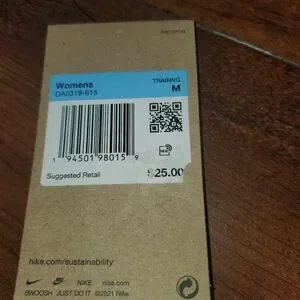 Womens
DA0319-615
TRAINING
M
RFID
1 94501 98015 9
Suggested Retail
$25.00
nike.com/sustainability
NIKE nike.com
SWOOSH JUST DO IT ©2021 Nike